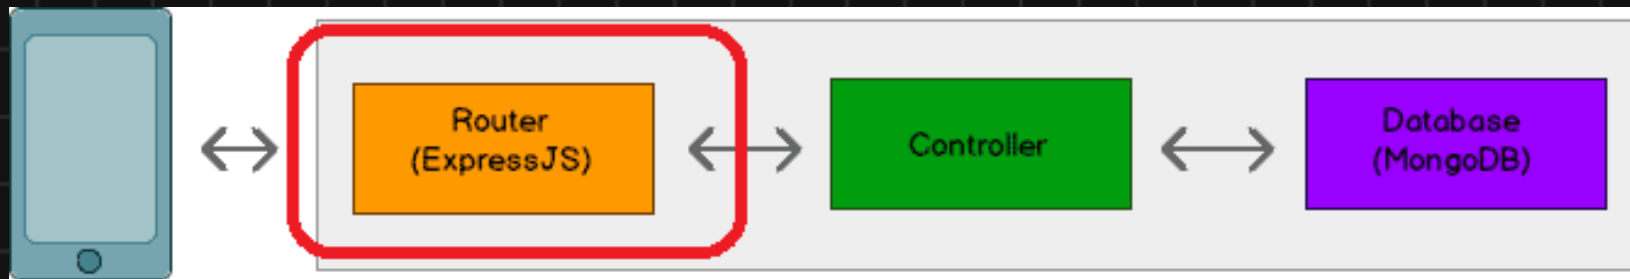 Router
(ExpressJS)
Controller
Database
(MongoDB)